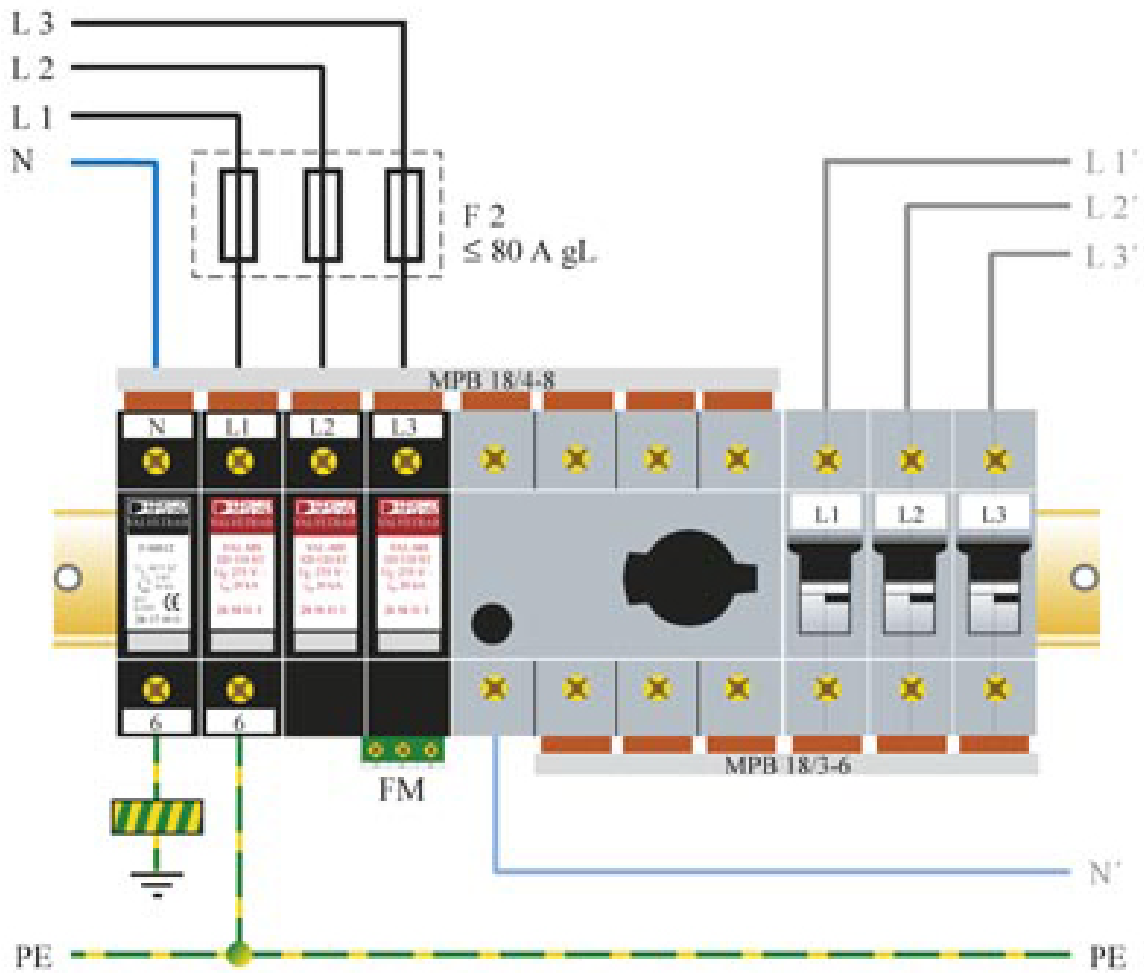 L 3
L 2
L 1
N
F 2
≤ 80 A gL
L 1'
L 2'
L 3'
MPB 18/4-8
N
L1
L2
L3
L1
L2
L3
6
6
FM
MPB 18/3-6
N'
PE
PE